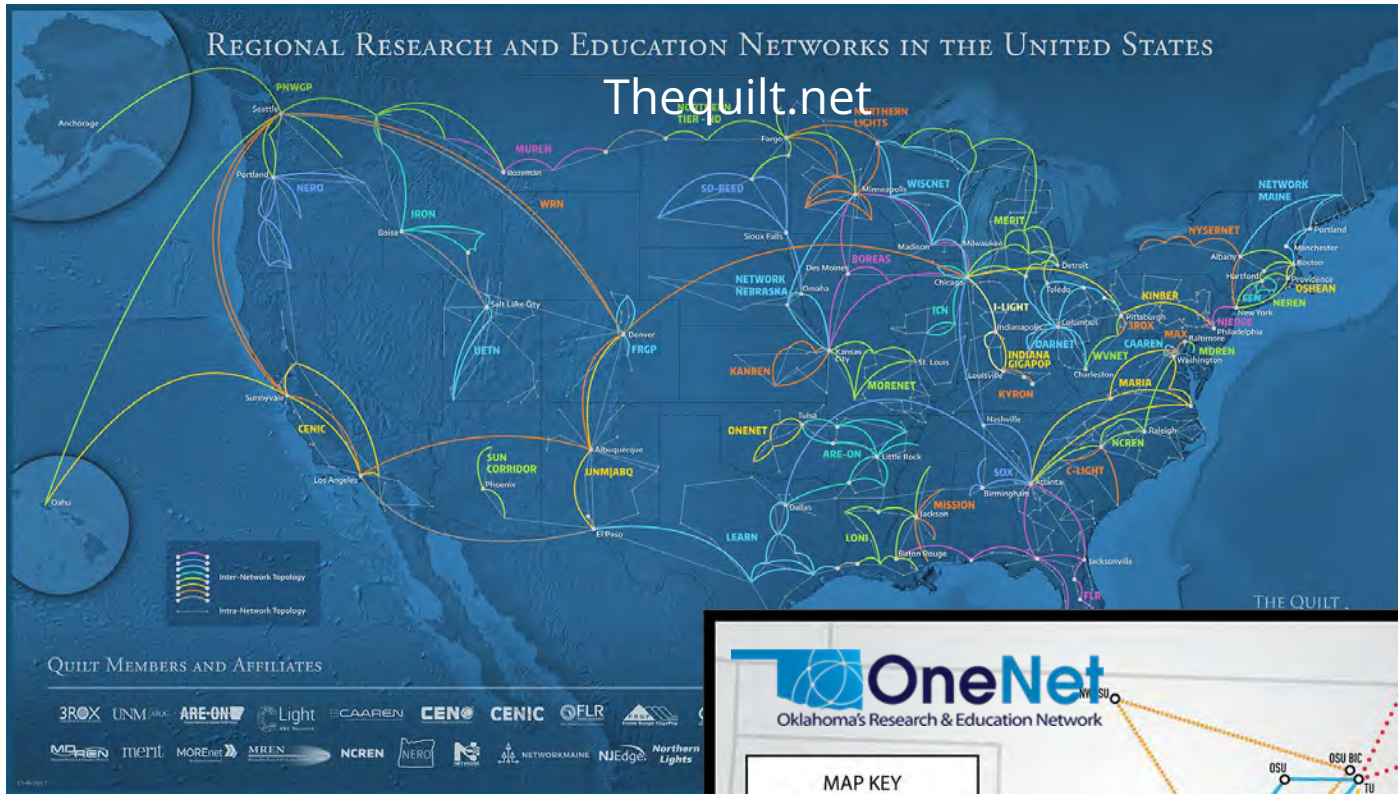 REGIONAL RESEARCH AND EDUCATION NETWORKS IN THE UNITED STATES
Thequilt.net
PNWGP
Seattle
Anchorage
NORTHERN
TIER - ND
NORTHERN
LIGHTS
Fargo
MUREN
Bozeman
Portland
NERO
SD-REED
Minneapolis
WISCNET
NETWORK
MAINE
WRN
IRON
Boise
MERIT
NYSERNET
Portland
Sioux Falls
Madison
Milwaukee
Albany
Manchester
Boston
Des Moines
BOREAS
Detroit
Hartford
Providence
OSHEAN
NETWORK
NEBRASKA
Omaha
Chicago
Toledo
KINBER
CEN
NEREN
New York
Salt Lake City
ICN
I-LIGHT
Pittsburgh
3ROX
NJEDGE
Philadelphia
Indianapolis
Columbus
OARNET
MAX
Baltimore
Denver
UETN
FRGP
CAAREN
MDREN
Washington
Kansas
City
St. Louis
INDIANA
GIGAPOP
WVNET
KANREN
Louisville
Charleston
MARIA
MORENET
KYRON
Sunnyvale
CENIC
Tulsa
Nashville
ONENET
Raleigh
NCREN
Albuquerque
ARE-ON
Little Rock
SUN
CORRIDOR
UNM|ABQ
SOX
C-LIGHT
Los Angeles
Phoenix
Birmingham
Atlanta
Oahu
Dallas
MISSION
Jackson
El Paso
LEARN
LONI
Baton Rouge
Jacksonville
Inter-Network Topology
Intra-Network Topology
FLR
THE QUILT
QUILT MEMBERS AND AFFILIATES
3ROX UNM ARE-ON Light CAAREN CEN CENIC FLR
MDREN merit MOREnet MREN NCREN NERO NETWORKMAINE NJEdge Northern Lights
OneNet
Oklahoma's Research & Education Network
MAP KEY
OSU
OSU BIC
TU